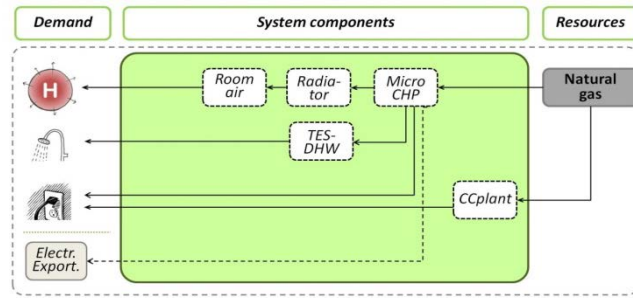 Demand
System components
Resources
H
Room
air
Radia-
tor
Micro
CHP
Natural
gas
TES-
DHW
CCplant
Electr.
Export.